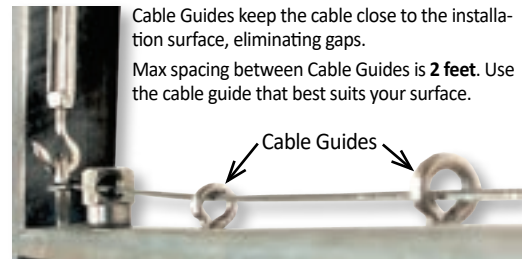 Cable Guides keep the cable close to the installa-
tion surface, eliminating gaps.
Max spacing between Cable Guides is 2 feet. Use
the cable guide that best suits your surface.
Cable Guides